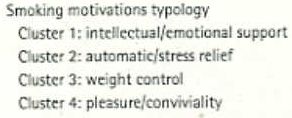 Smoking motivations typology
Cluster 1: intellectual/emotional support
Cluster 2: automatic/stress relief
Cluster 3: weight control
Cluster 4: pleasure/conviviality